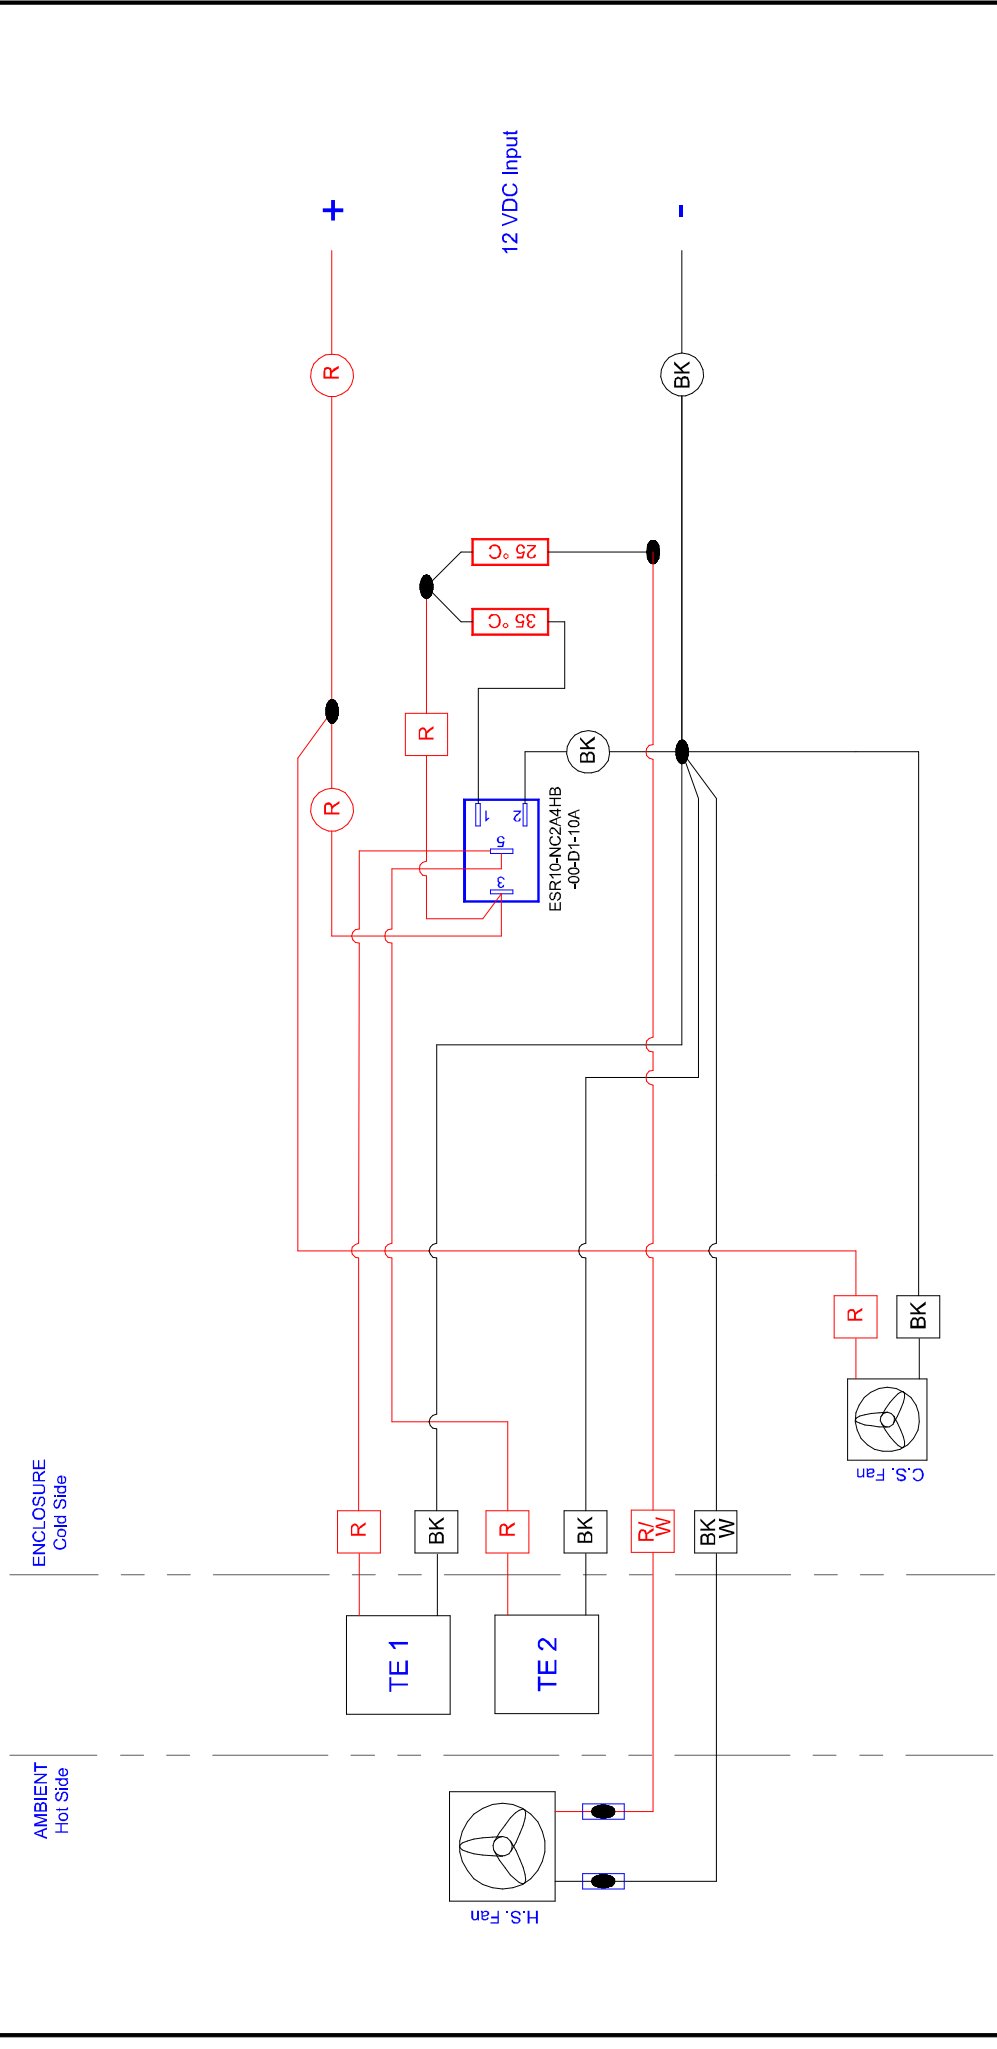 +
12 VDC Input
-
R
BK
25 °C
35 °C
R
R
BK
1
2
5
3
ESR10-NC2A4HB
-00-D1-10A
R
BK
C.S. Fan
ENCLOSURE
Cold Side
R
BK
R
BK
R/
W
BK
W
TE 1
TE 2
AMBIENT
Hot Side
H.S. Fan